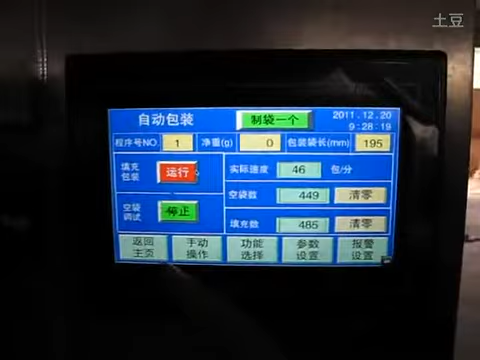 土豆
自动包装
制袋一个
2011.12.20
9:28:19
程序号NO. 1 净重(g) 0 包装袋长(mm) 195
填充
包装
运行
实际速度 46 包/分
空袋数 449 清零
空袋
调试
停止
填充数 485 清零
返回
主页
手动
操作
功能
选择
参数
设置
报警
设置